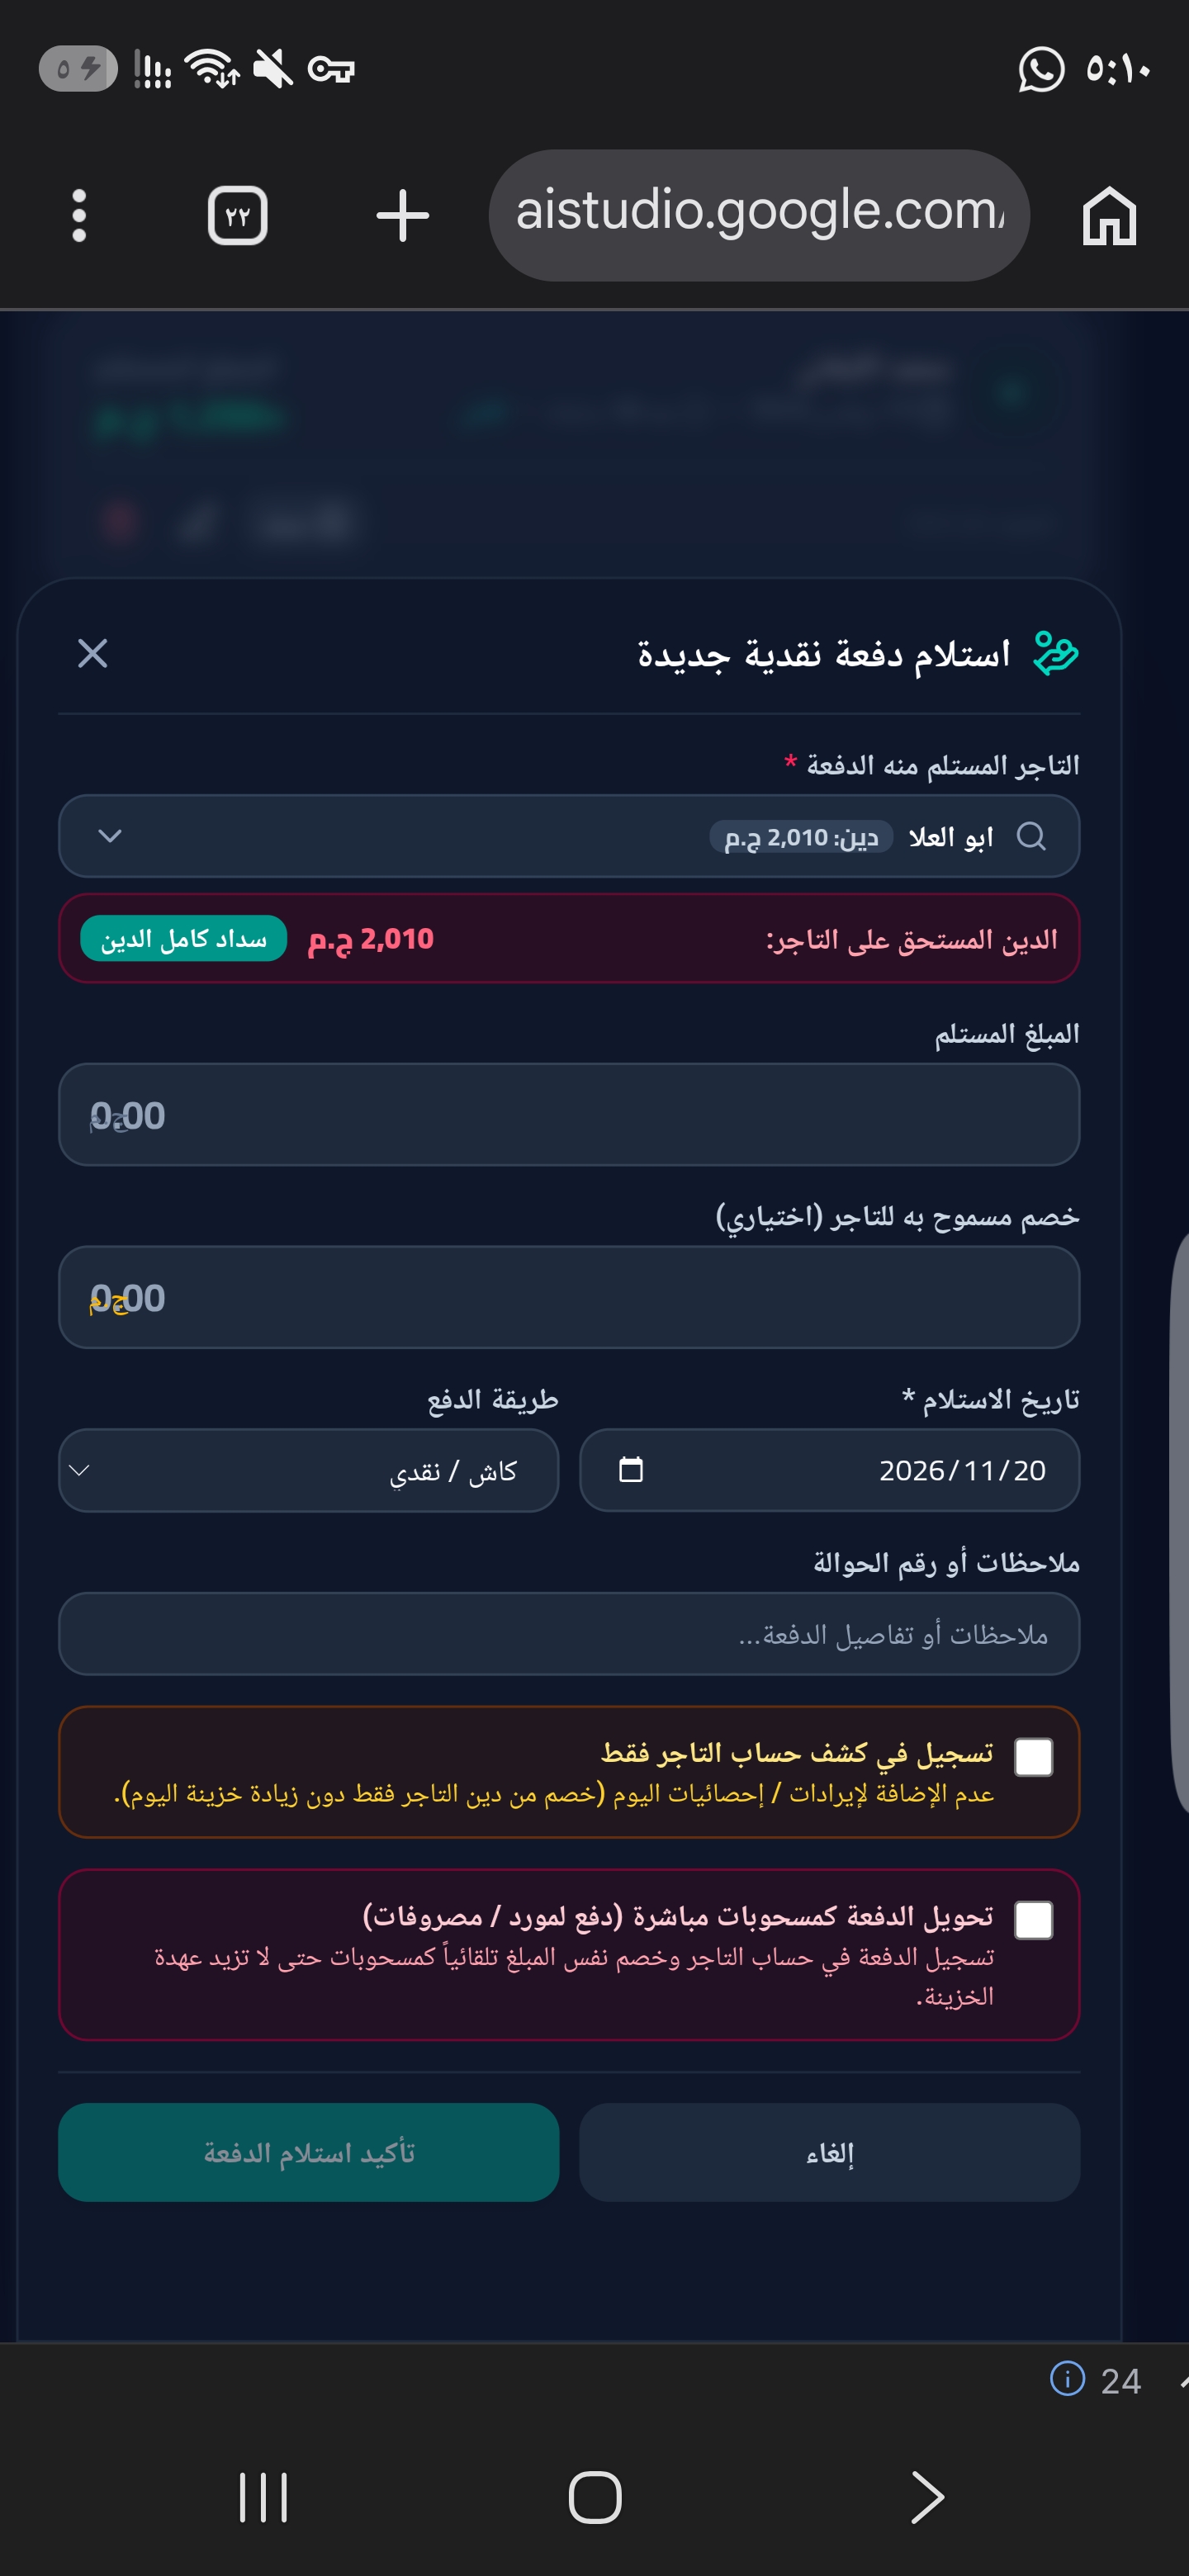 ٥:١٠
٥
aistudio.google.com/
٢٢
استلام دفعة نقدية جديدة
التاجر المستلم منه الدفعة *
ابو العلا دين: 2,010 ج.م
الدين المستحق على التاجر: 2,010 ج.م سداد كامل الدين
المبلغ المستلم
0.00 ج.م
خصم مسموح به للتاجر (اختياري)
0.00 ج.م
تاريخ الاستلام * طريقة الدفع
2026/11/20 كاش / نقدي
ملاحظات أو رقم الحوالة
ملاحظات أو تفاصيل الدفعة...
تسجيل في كشف حساب التاجر فقط
عدم الإضافة لإيرادات / إحصائيات اليوم (خصم من دين التاجر فقط دون زيادة خزينة اليوم).
تحويل الدفعة كمسحوبات مباشرة (دفع لمورد / مصروفات)
تسجيل الدفعة في حساب التاجر وخصم نفس المبلغ تلقائياً كمسحوبات حتى لا تزيد عهدة
الخزينة.
إلغاء تأكيد استلام الدفعة
24